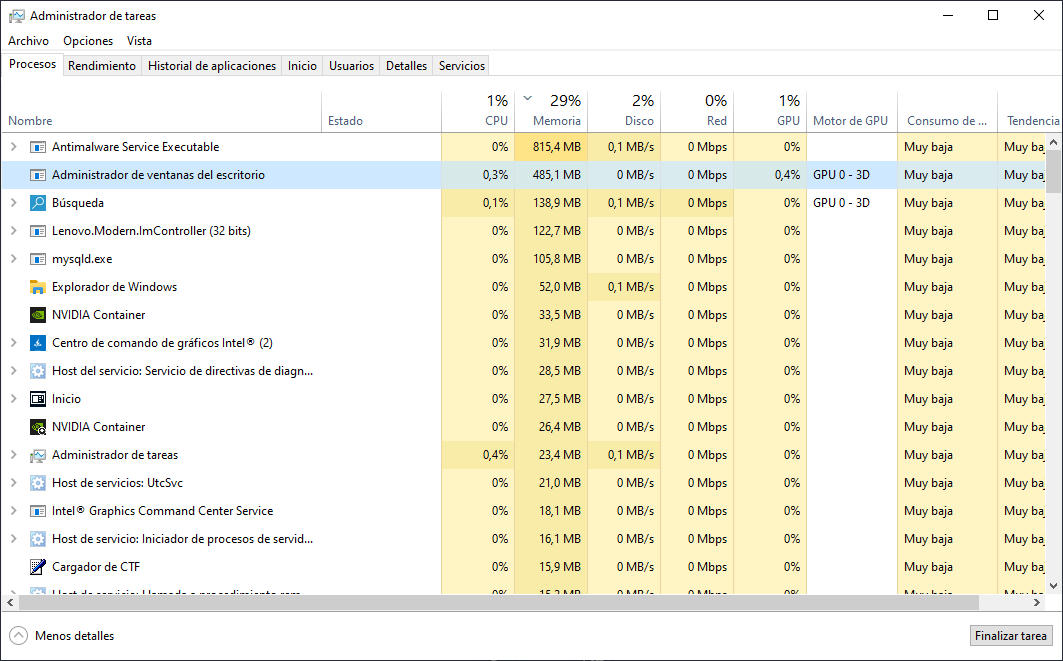 Administrador de tareas
Archivo Opciones Vista
Procesos Rendimiento Historial de aplicaciones Inicio Usuarios Detalles Servicios
1% 29% 2% 0% 1%
Nombre Estado CPU Memoria Disco Red GPU Motor de GPU Consumo de ... Tendencia
Antimalware Service Executable 0% 815,4 MB 0,1 MB/s 0 Mbps 0% Muy baja Muy ba
Administrador de ventanas del escritorio 0,3% 485,1 MB 0 MB/s 0 Mbps 0,4% GPU 0 - 3D Muy baja Muy ba
Búsqueda 0,1% 138,9 MB 0,1 MB/s 0 Mbps 0% GPU 0 - 3D Muy baja Muy ba
Lenovo.Modern.ImController (32 bits) 0% 122,7 MB 0 MB/s 0 Mbps 0% Muy baja Muy ba
mysqld.exe 0% 105,8 MB 0 MB/s 0 Mbps 0% Muy baja Muy ba
Explorador de Windows 0% 52,0 MB 0,1 MB/s 0 Mbps 0% Muy baja Muy ba
NVIDIA Container 0% 33,5 MB 0 MB/s 0 Mbps 0% Muy baja Muy ba
Centro de comando de gráficos Intel® (2) 0% 31,9 MB 0 MB/s 0 Mbps 0% Muy baja Muy ba
Host del servicio: Servicio de directivas de diagn... 0% 28,5 MB 0 MB/s 0 Mbps 0% Muy baja Muy ba
Inicio 0% 27,5 MB 0 MB/s 0 Mbps 0% Muy baja Muy ba
NVIDIA Container 0% 26,4 MB 0 MB/s 0 Mbps 0% Muy baja Muy ba
Administrador de tareas 0,4% 23,4 MB 0,1 MB/s 0 Mbps 0% Muy baja Muy ba
Host de servicios: UtcSvc 0% 21,0 MB 0 MB/s 0 Mbps 0% Muy baja Muy ba
Intel® Graphics Command Center Service 0% 18,1 MB 0 MB/s 0 Mbps 0% Muy baja Muy ba
Host de servicio: Iniciador de procesos de servid... 0% 16,1 MB 0 MB/s 0 Mbps 0% Muy baja Muy ba
Cargador de CTF 0% 15,9 MB 0 MB/s 0 Mbps 0% Muy baja Muy ba
Menos detalles Finalizar tarea